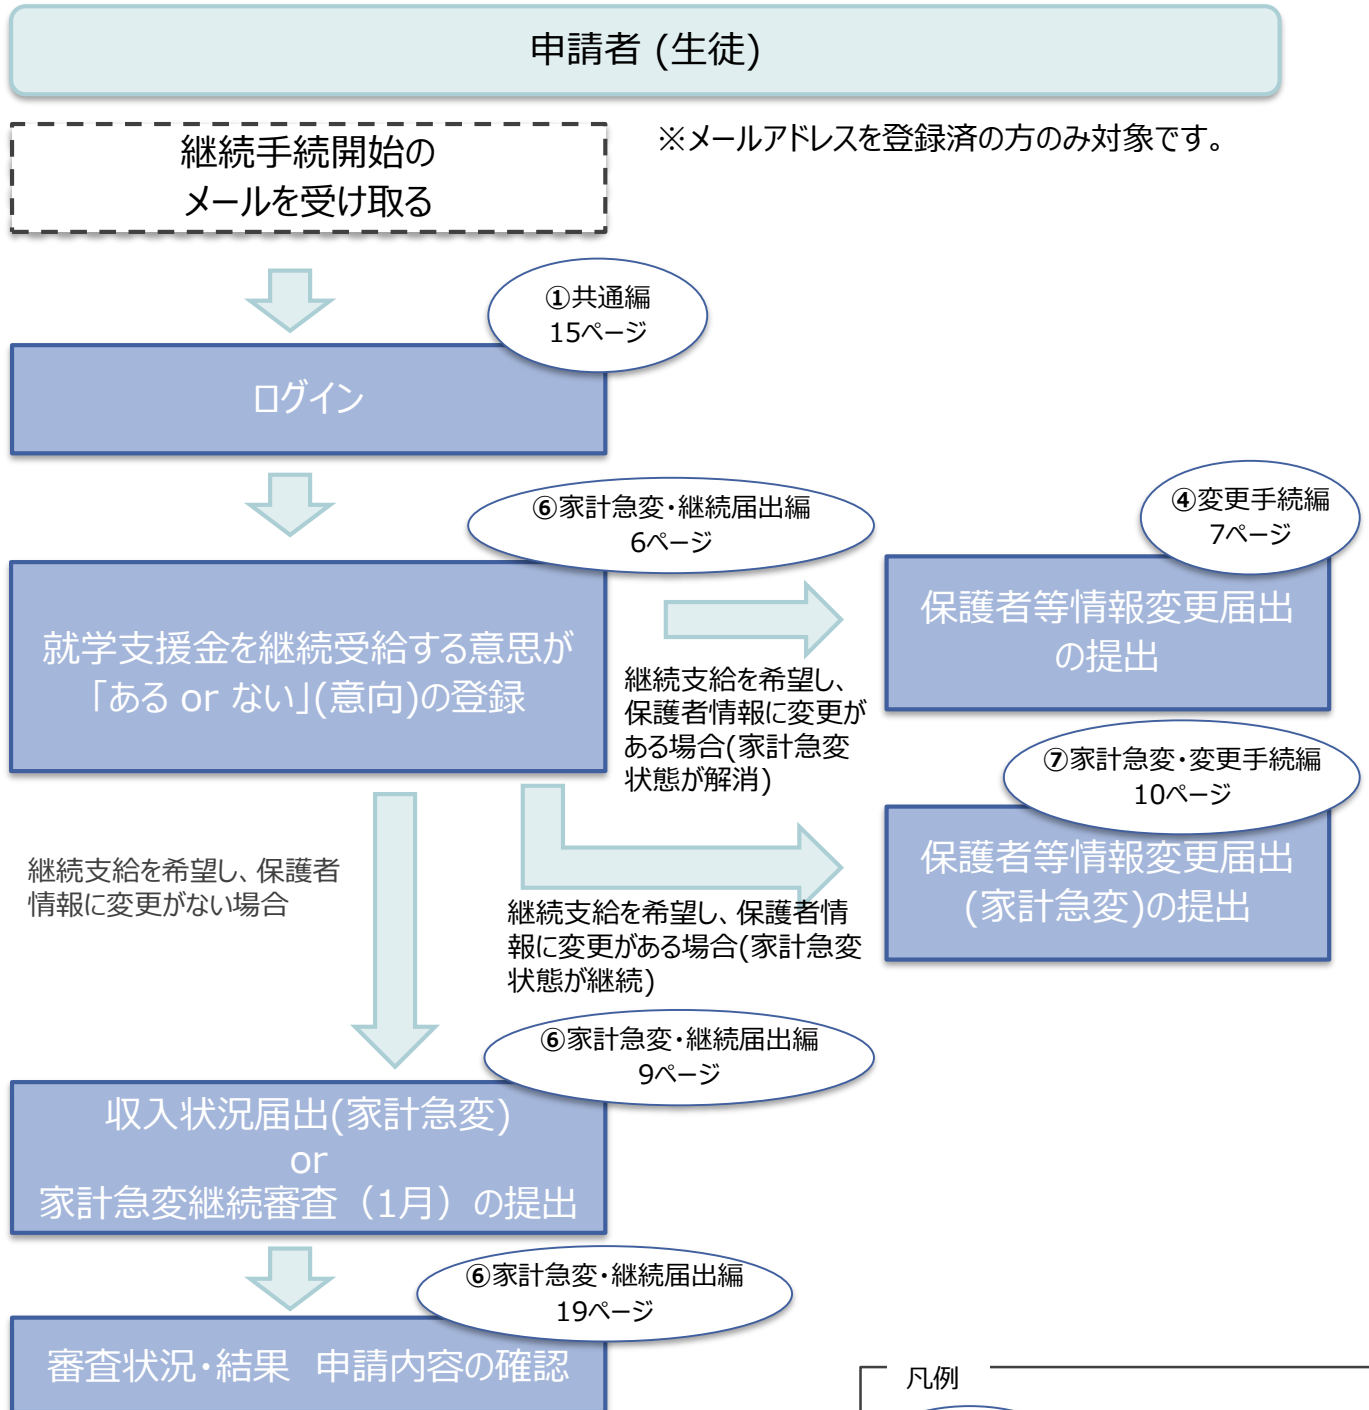 申請者 (生徒)
継続手続開始の
メールを受け取る
※メールアドレスを登録済の方のみ対象です。
①共通編
15ページ
ログイン
⑥家計急変・継続届出編
6ページ
就学支援金を継続受給する意思が
「ある or ない」(意向)の登録
④変更手続編
7ページ
保護者等情報変更届出
の提出
継続支給を希望し、
保護者情報に変更が
ある場合(家計急変
状態が解消)
⑦家計急変・変更手続編
10ページ
保護者等情報変更届出
(家計急変)の提出
継続支給を希望し、保護者
情報に変更がない場合
継続支給を希望し、保護者情
報に変更がある場合(家計急変
状態が継続)
⑥家計急変・継続届出編
9ページ
収入状況届出(家計急変)
or
家計急変継続審査（1月）の提出
⑥家計急変・継続届出編
19ページ
審査状況・結果　申請内容の確認
凡例